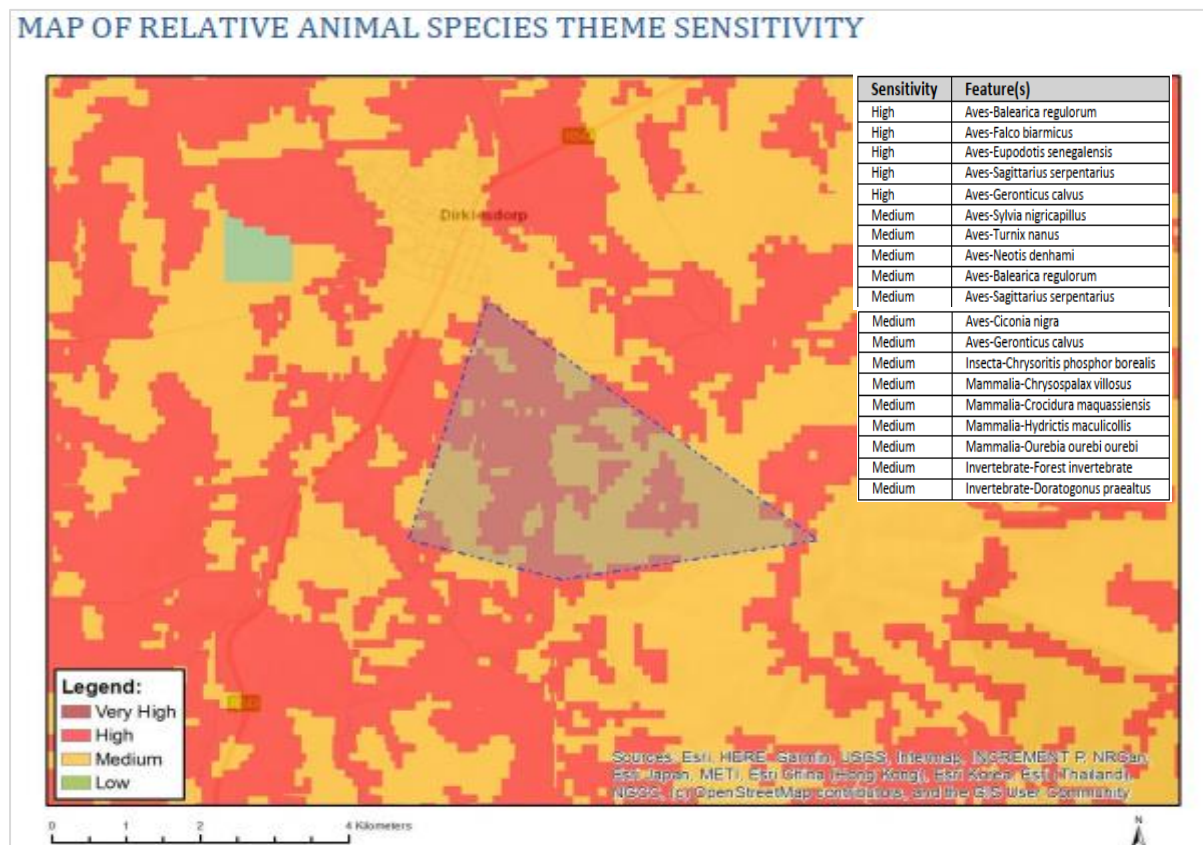 MAP OF RELATIVE ANIMAL SPECIES THEME SENSITIVITY
Sensitivity Feature(s)
High Aves-Balearica regulorum
High Aves-Falco biarmicus
High Aves-Eupodotis senegalensis
High Aves-Sagittarius serpentarius
High Aves-Geronticus calvus
Medium Aves-Sylvia nigricapillus
Medium Aves-Turnix nanus
Medium Aves-Neotis denhami
Medium Aves-Balearica regulorum
Medium Aves-Sagittarius serpentarius
Medium Aves-Ciconia nigra
Medium Aves-Geronticus calvus
Medium Insecta-Chrysoritis phosphor borealis
Medium Mammalia-Chrysospalax villosus
Medium Mammalia-Crocidura maquassiensis
Medium Mammalia-Hydrictis maculicollis
Medium Mammalia-Ourebia ourebi ourebi
Medium Invertebrate-Forest invertebrate
Medium Invertebrate-Doratogonus praealtus
Dirkiesdorp
Legend:
Very High
High
Medium
Low
Sources: Esri, HERE, Garmin, USGS, Intermap, INCREMENT P, NRCan,
Esri Japan, METI, Esri China (Hong Kong), Esri Korea, Esri (Thailand),
NGCC, (c) OpenStreetMap contributors, and the GIS User Community
0 1 2 4 Kilometers
N